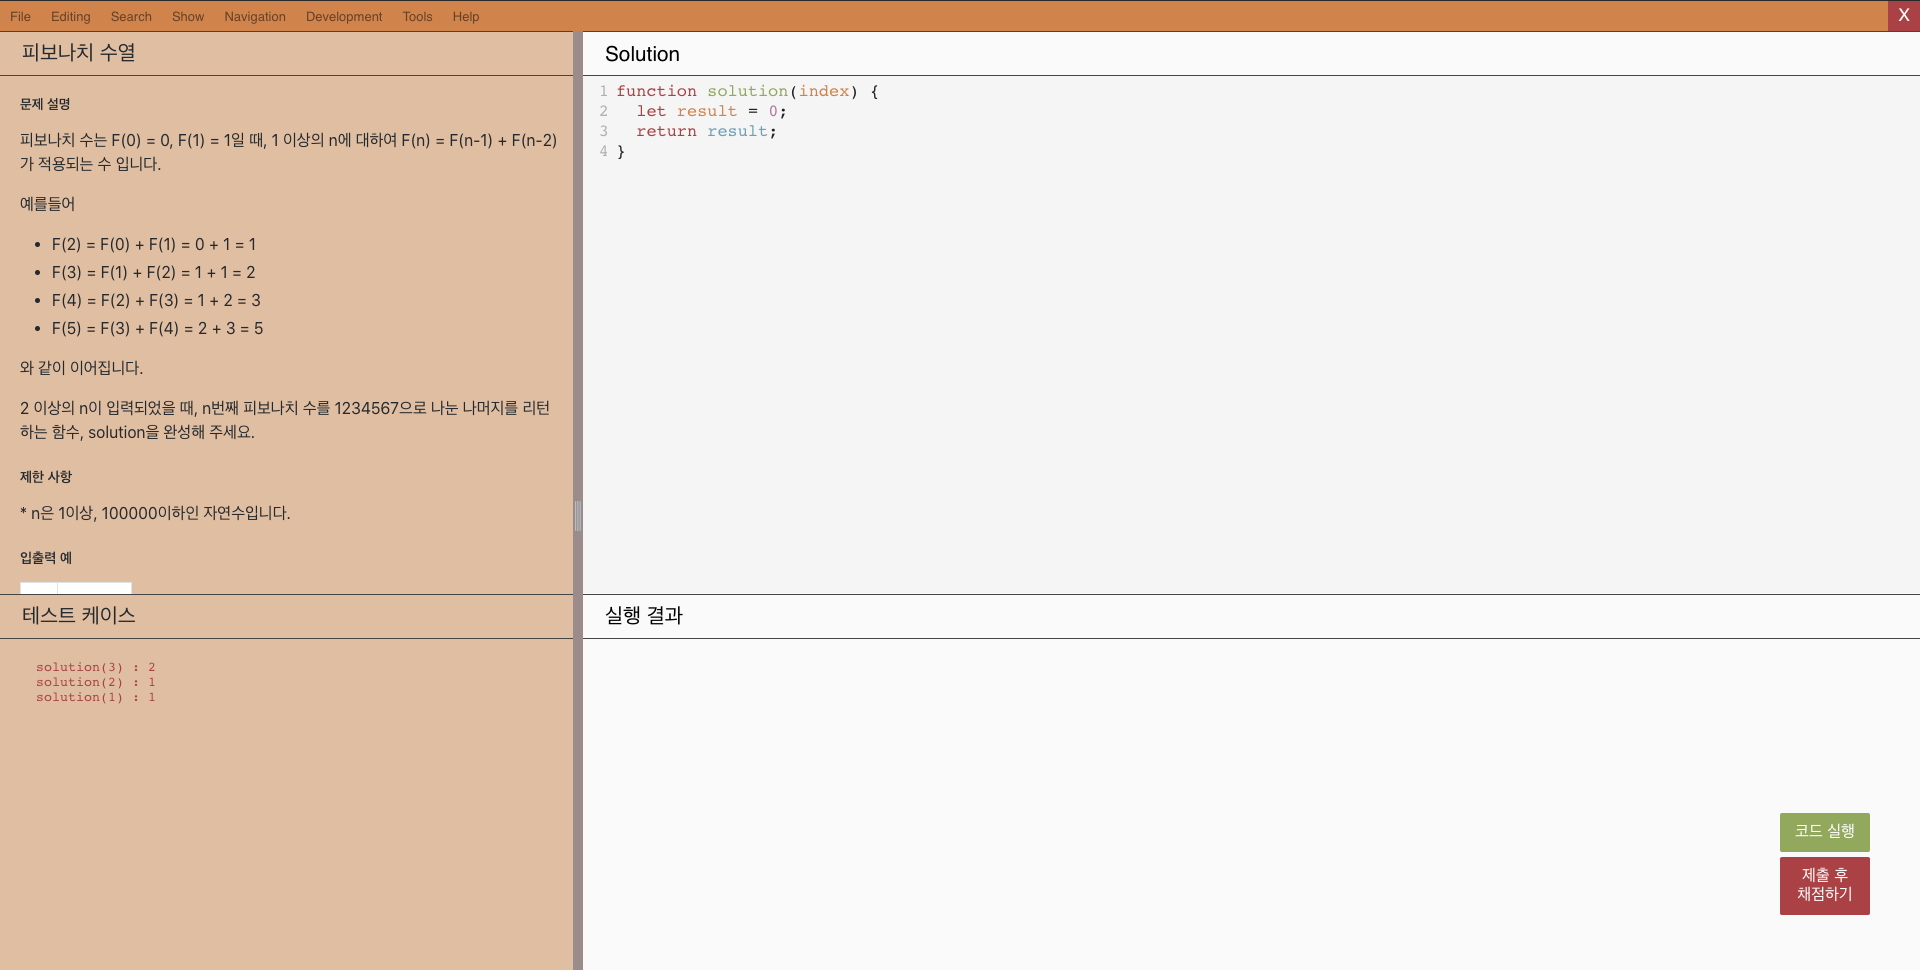 File Editing Search Show Navigation Development Tools Help X
피보나치 수열
문제 설명
피보나치 수는 F(0) = 0, F(1) = 1일 때, 1 이상의 n에 대하여 F(n) = F(n-1) + F(n-2)
가 적용되는 수 입니다.
예를들어
• F(2) = F(0) + F(1) = 0 + 1 = 1
• F(3) = F(1) + F(2) = 1 + 1 = 2
• F(4) = F(2) + F(3) = 1 + 2 = 3
• F(5) = F(3) + F(4) = 2 + 3 = 5
와 같이 이어집니다.
2 이상의 n이 입력되었을 때, n번째 피보나치 수를 1234567으로 나눈 나머지를 리턴
하는 함수, solution을 완성해 주세요.
제한 사항
* n은 1이상, 100000이하인 자연수입니다.
입출력 예
테스트 케이스
solution(3) : 2
solution(2) : 1
solution(1) : 1
Solution
1 function solution(index) {
2   let result = 0;
3   return result;
4 }
실행 결과
코드 실행
제출 후
채점하기